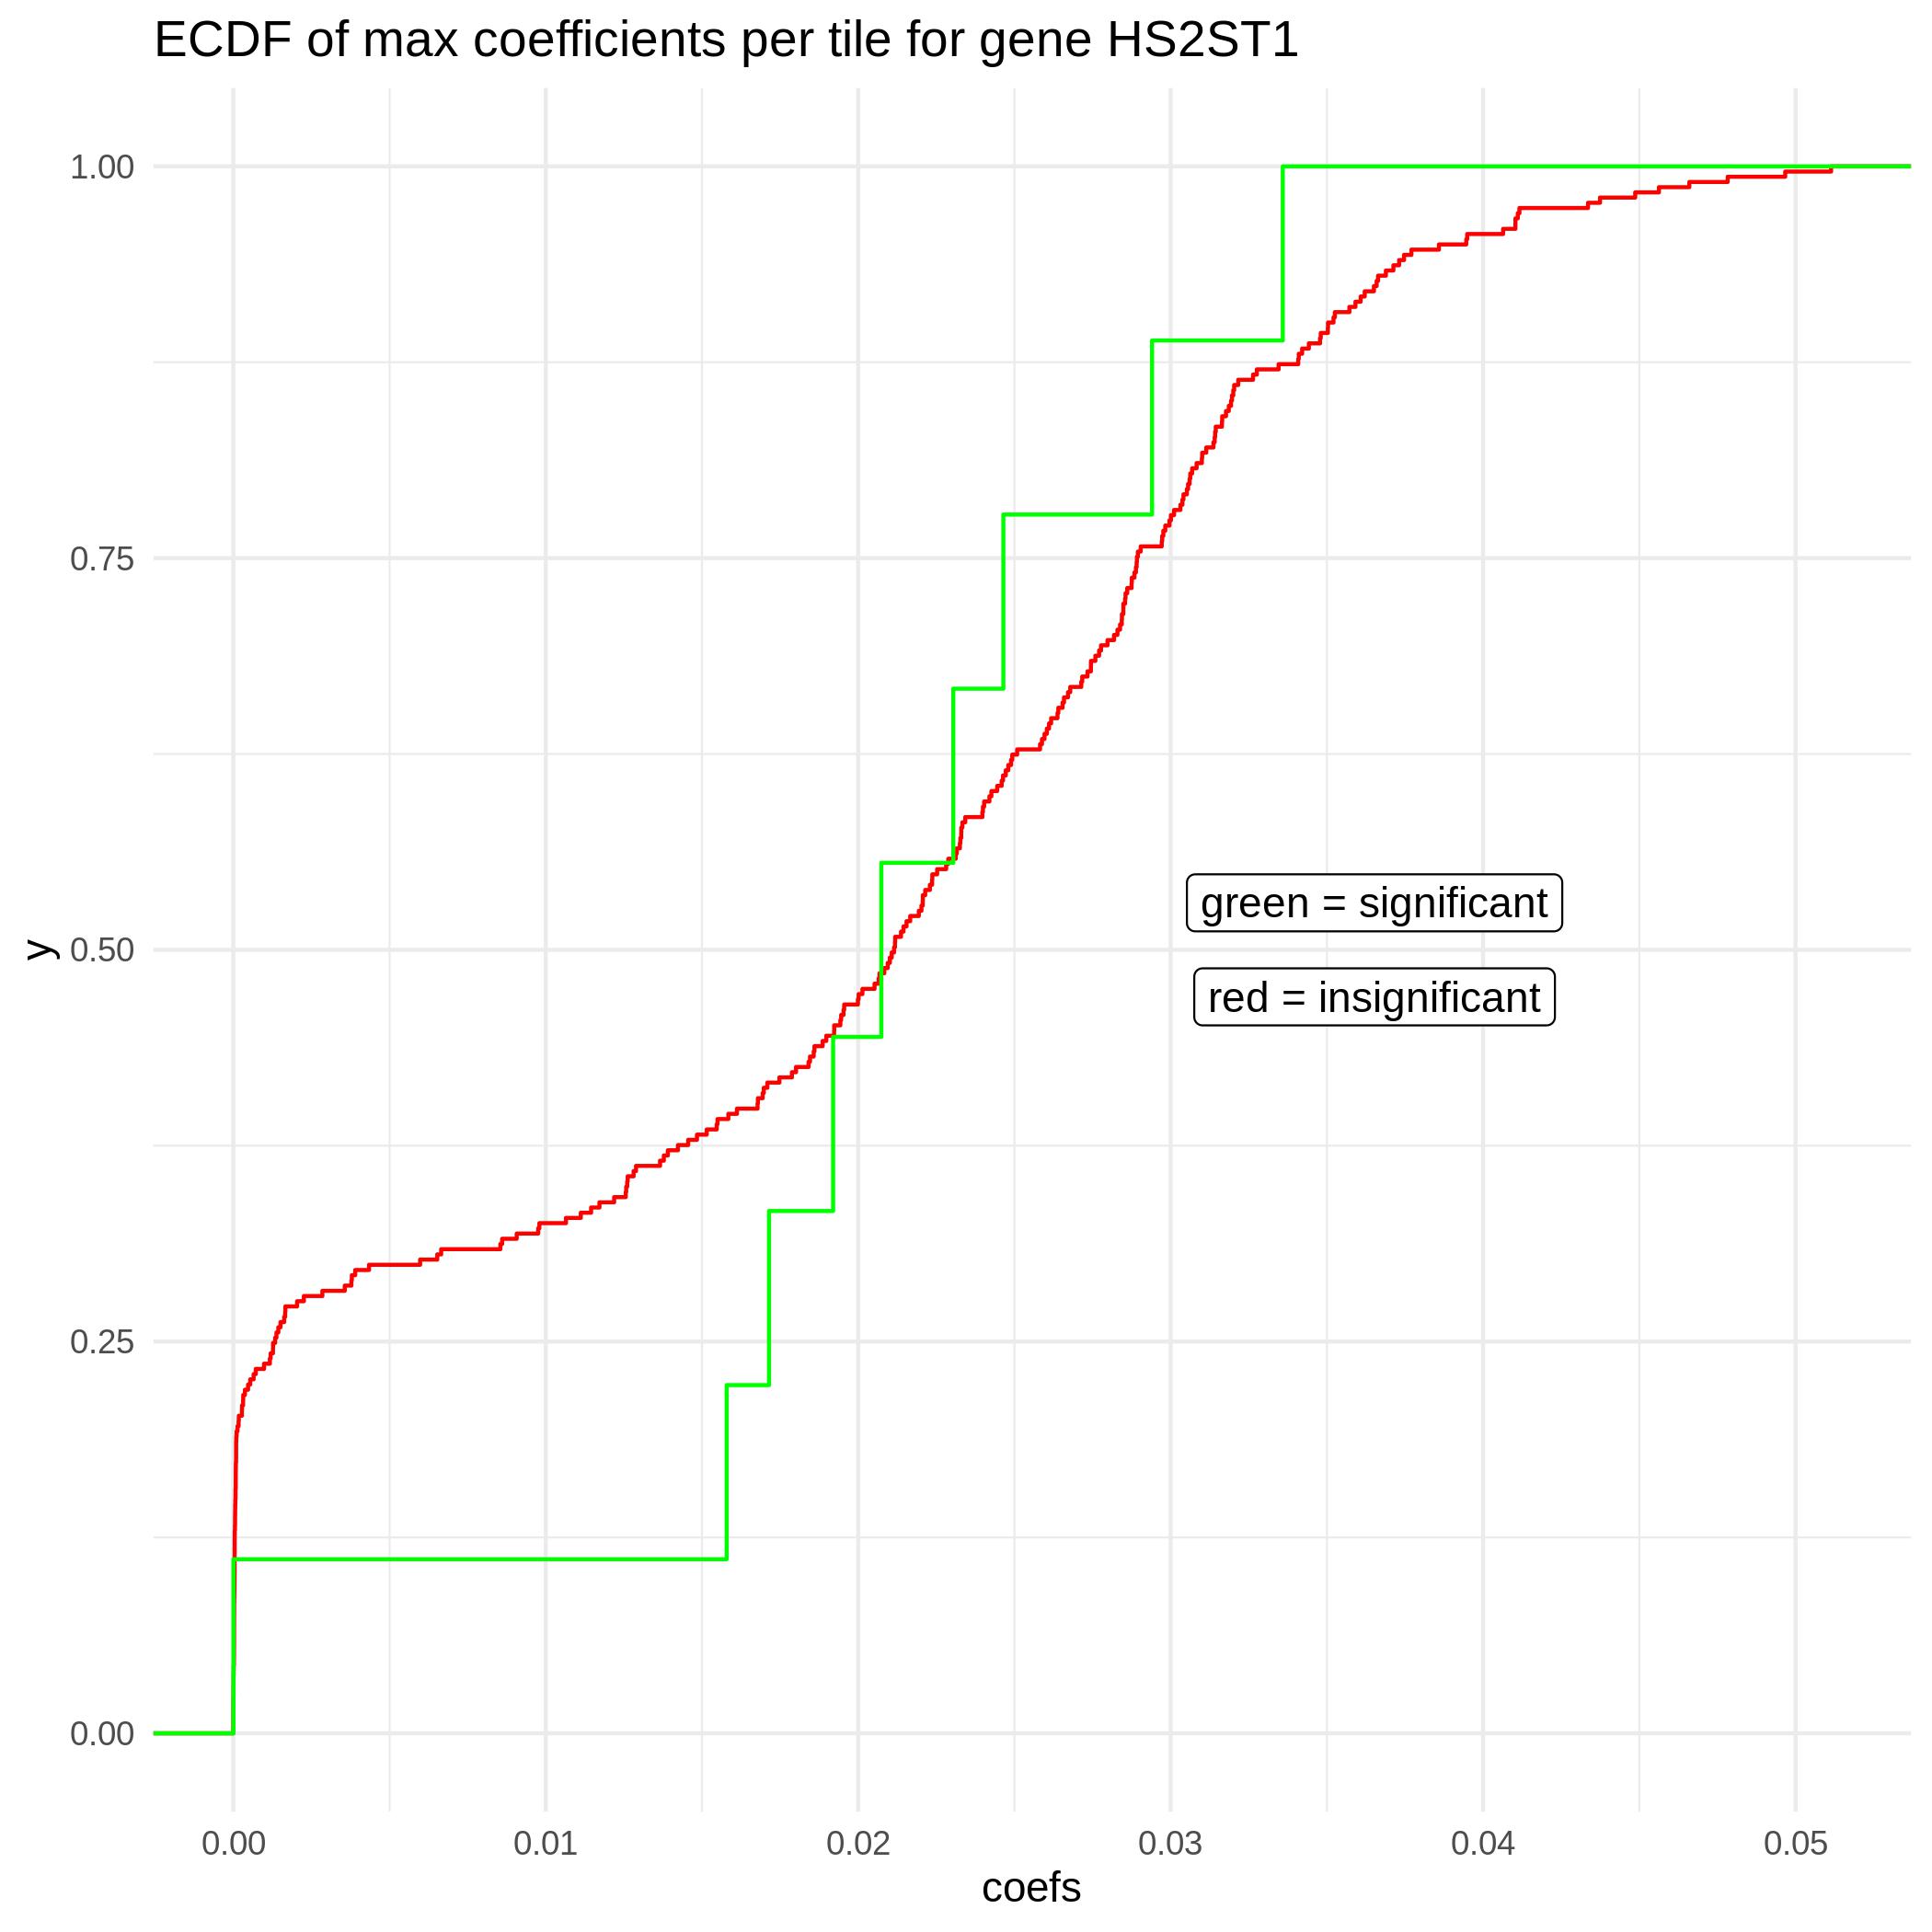 ECDF of max coefficients per tile for gene HS2ST1
1.00
0.75
0.50
0.25
0.00
y
green = significant
red = insignificant
0.00 0.01 0.02 0.03 0.04 0.05
coefs